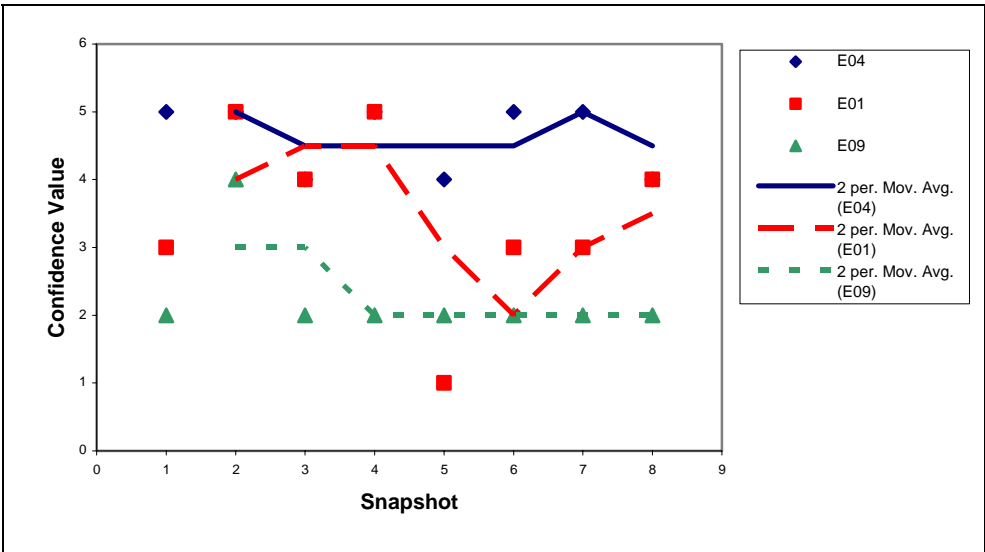 6
5
4
3
2
1
0
Confidence Value
0 1 2 3 4 5 6 7 8 9
Snapshot
E04
E01
E09
2 per. Mov. Avg.
(E04)
2 per. Mov. Avg.
(E01)
2 per. Mov. Avg.
(E09)